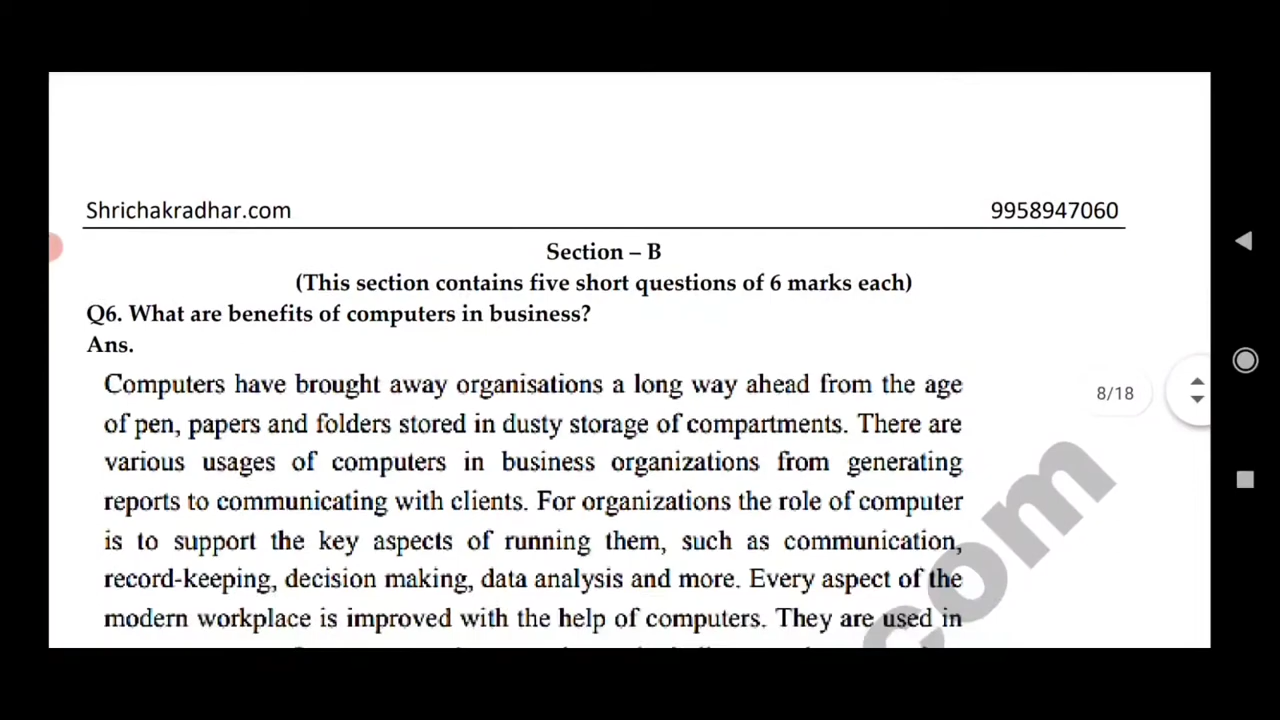 Shrichakradhar.com 9958947060
Section – B
(This section contains five short questions of 6 marks each)
Q6. What are benefits of computers in business?
Ans.
Computers have brought away organisations a long way ahead from the age
of pen, papers and folders stored in dusty storage of compartments. There are
various usages of computers in business organizations from generating
reports to communicating with clients. For organizations the role of computer
8/18
is to support the key aspects of running them, such as communication,
record-keeping, decision making, data analysis and more. Every aspect of the
modern workplace is improved with the help of computers. They are used in
com